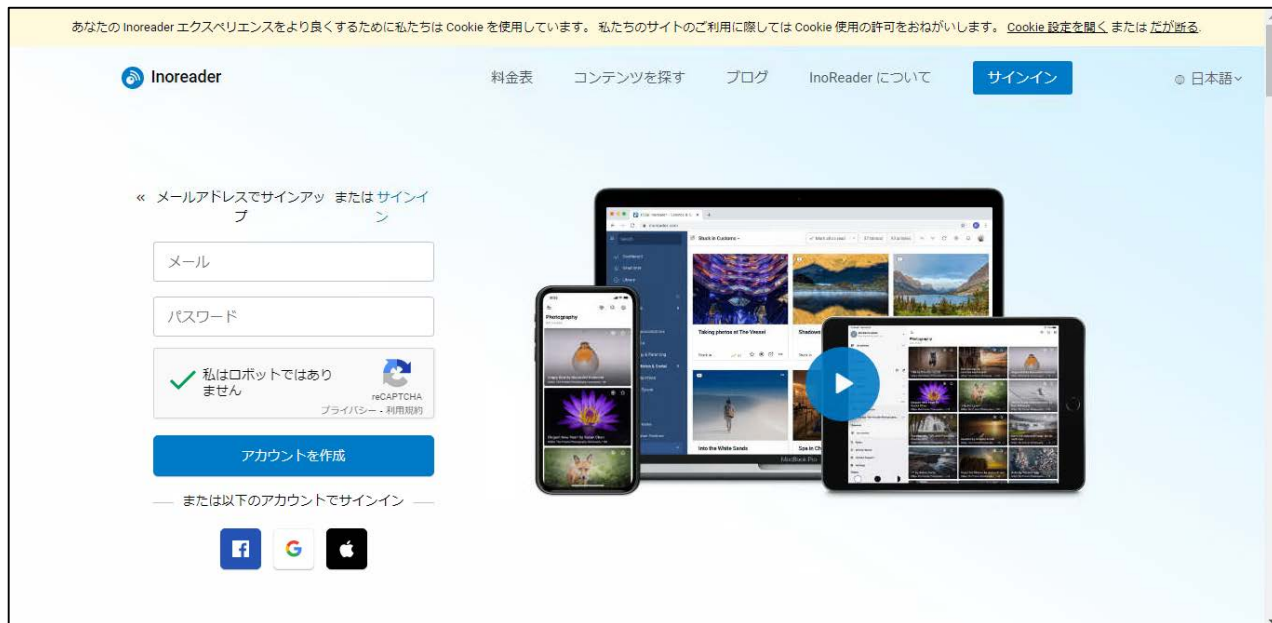 あなたの Inoreader エクスペリエンスをより良くするために私たちは Cookie を使用しています。 私たちのサイトのご利用に際しては Cookie 使用の許可をおねがいします。 Cookie 設定を開く または だが断る.
Inoreader 料金表 コンテンツを探す ブログ InoReader について サインイン 日本語
« メールアドレスでサインアッ または サインイ
プ ン
メール
パスワード
私はロボットではあり
ません
reCAPTCHA
プライバシー - 利用規約
アカウントを作成
または以下のアカウントでサインイン
Photography
Taking photos at The Vessel
Into the White Sands
MacBook Pro
Photography